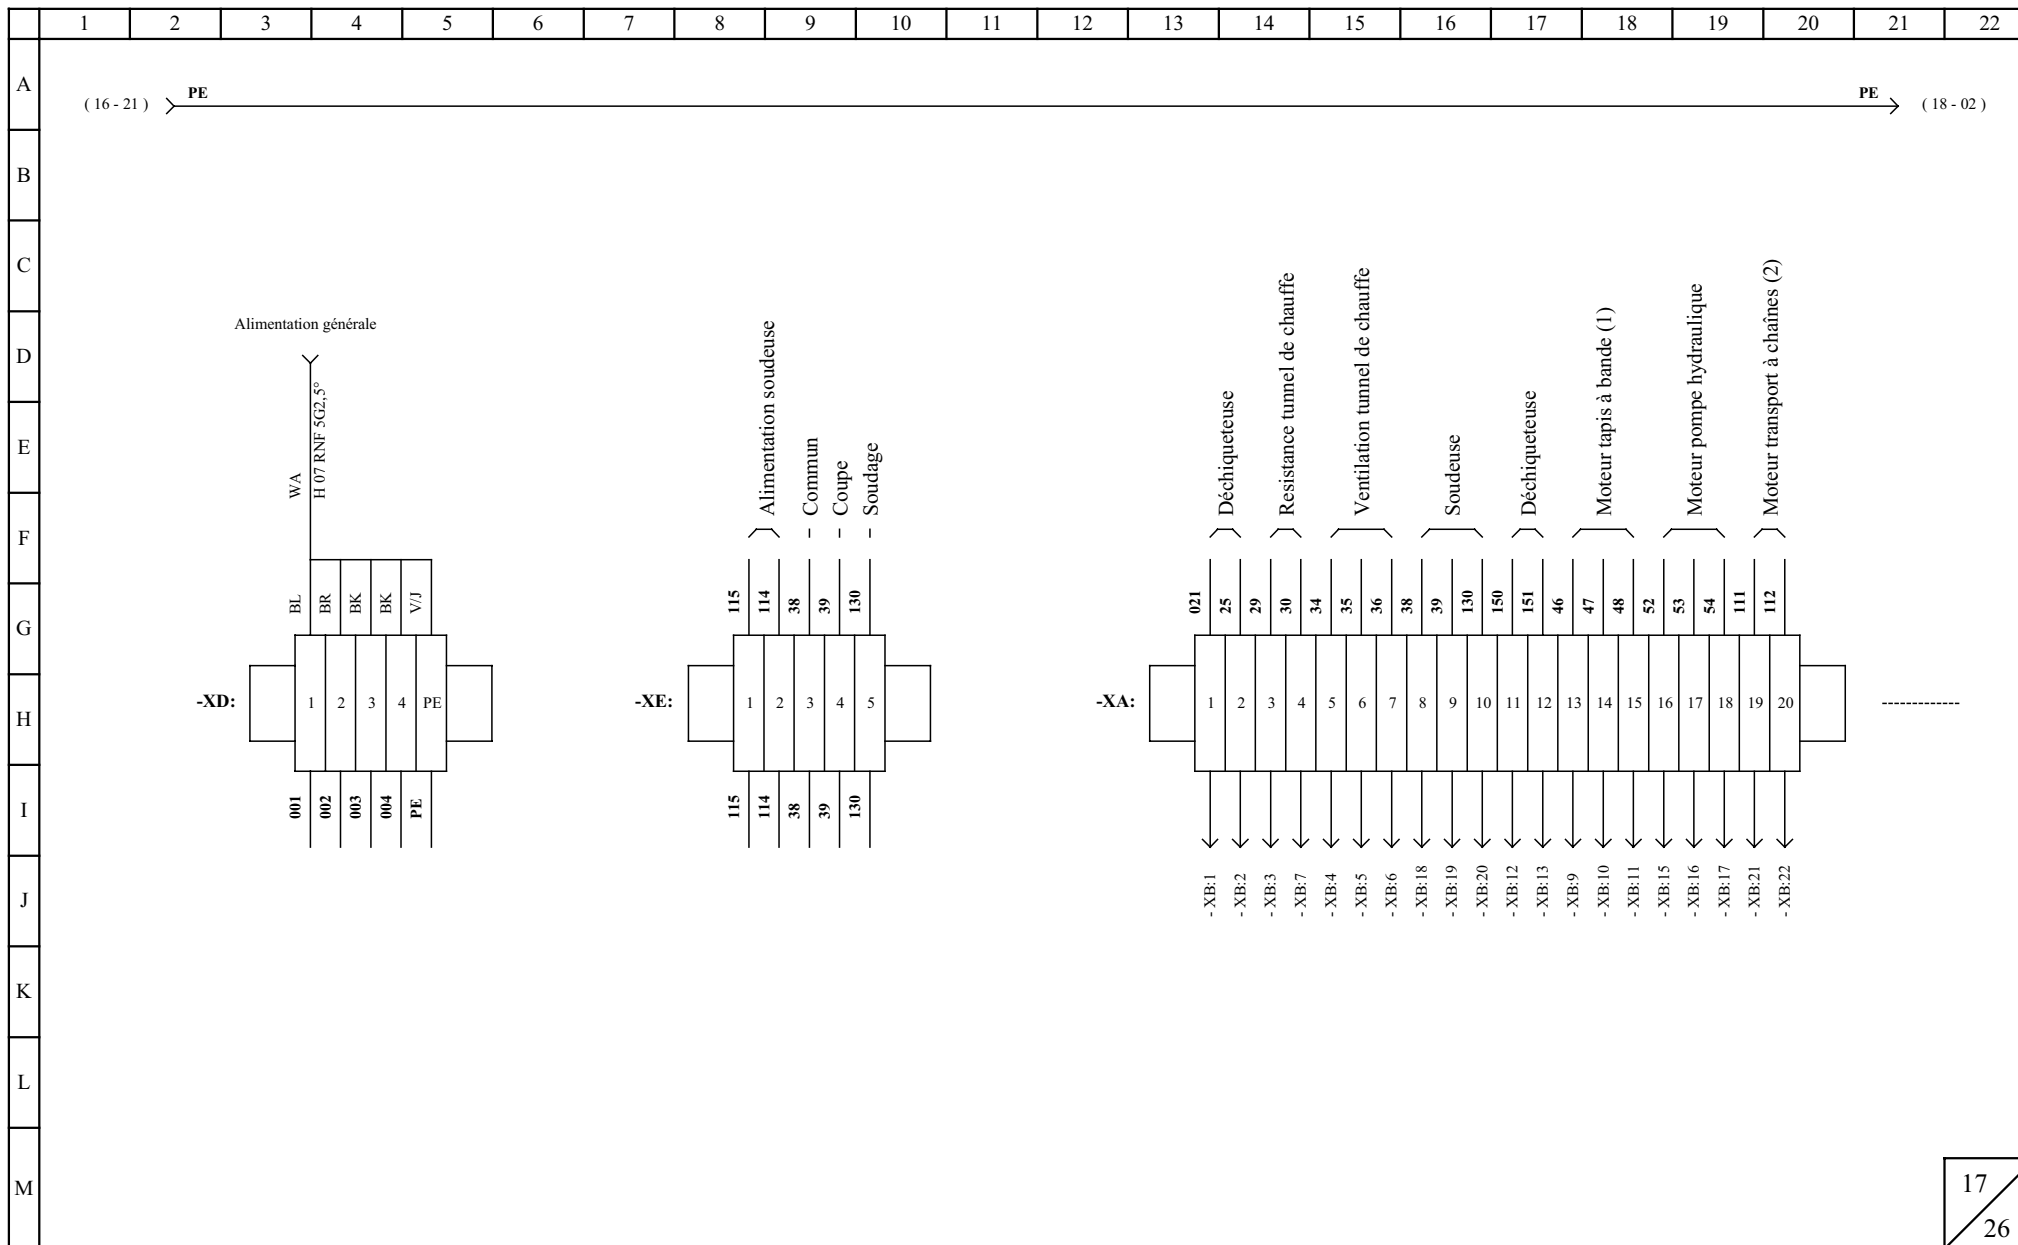 1 2 3 4 5 6 7 8 9 10 11 12 13 14 15 16 17 18 19 20 21 22
A
( 16 - 21 ) PE PE ( 18 - 02 )
B
C
D
Alimentation générale
E
WA
H 07 RNF 5G2,5°
Alimentation soudeuse
Commun
Coupe
Soudage
Déchiqueteuse
Resistance tunnel de chauffe
Ventilation tunnel de chauffe
Soudeuse
Déchiqueteuse
Moteur tapis à bande (1)
Moteur pompe hydraulique
Moteur transport à chaînes (2)
F
G
BL BR BK BK V/J
115 114 38 39 130
021 25 29 30 34 35 36 38 39 130 150 151 46 47 48 52 53 54 111 112
H
-XD: 1 2 3 4 PE
-XE: 1 2 3 4 5
-XA: 1 2 3 4 5 6 7 8 9 10 11 12 13 14 15 16 17 18 19 20
I
001 002 003 004 PE
115 114 38 39 130
J
- XB:1 - XB:2 - XB:3 - XB:7 - XB:4 - XB:5 - XB:6 - XB:18 - XB:19 - XB:20 - XB:12 - XB:13 - XB:9 - XB:10 - XB:11 - XB:15 - XB:16 - XB:17 - XB:21 - XB:22
K
L
M
17
26